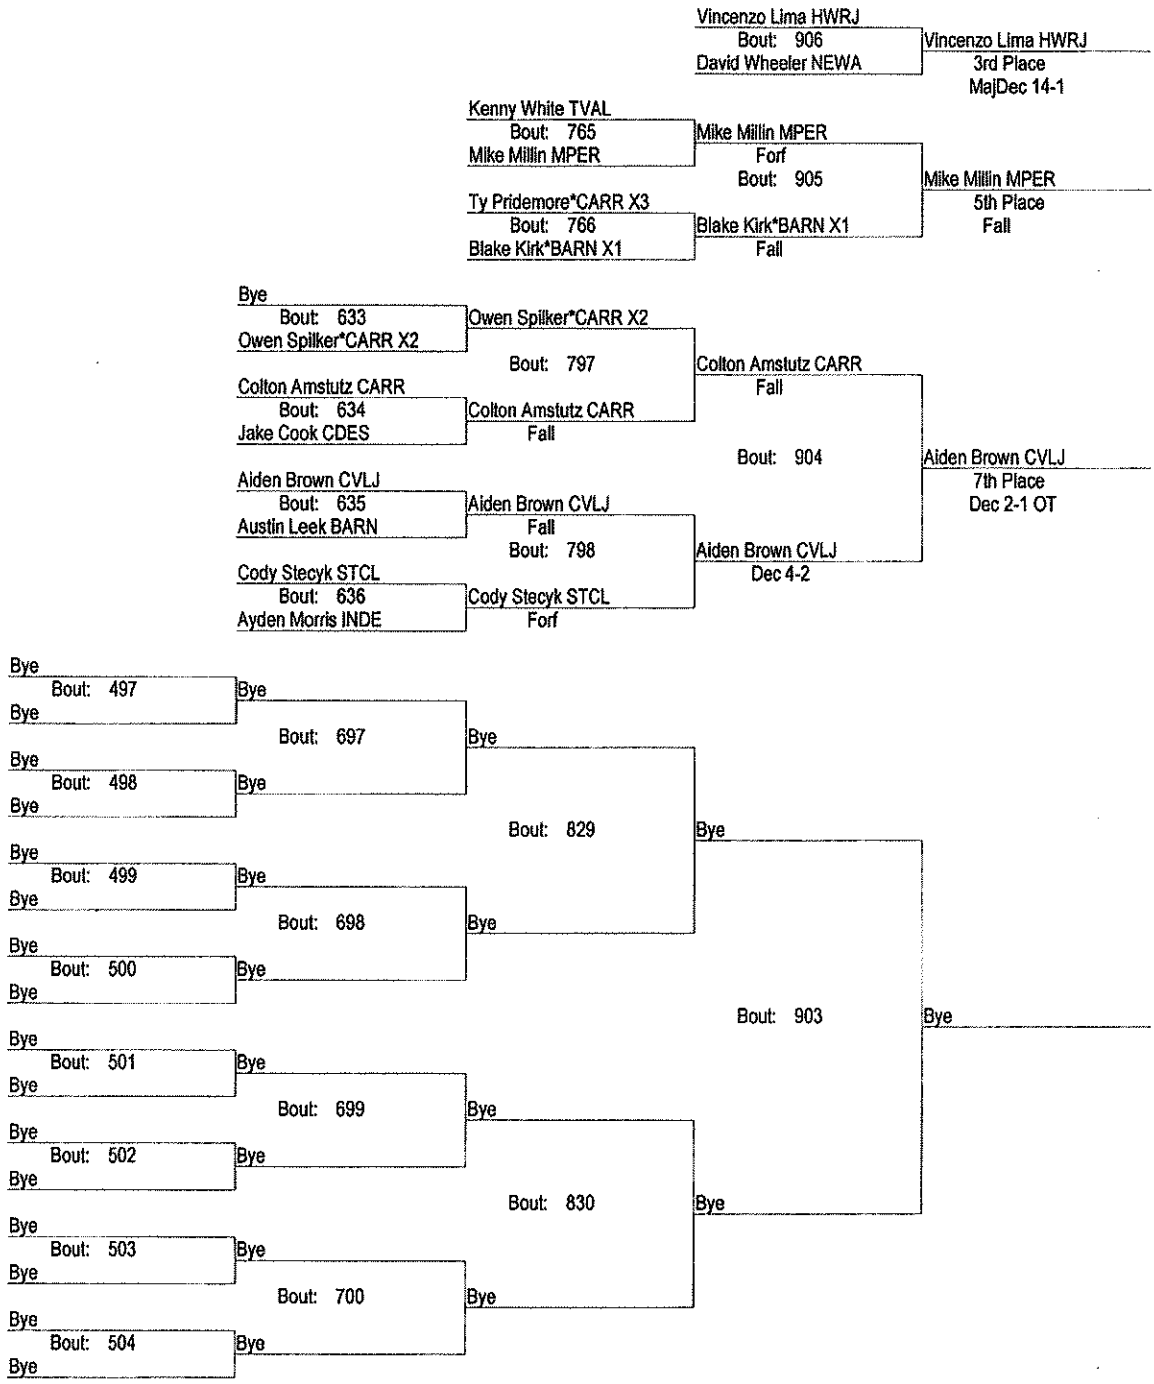 Vincenzo Lima HWRJ
Bout: 906
Vincenzo Lima HWRJ
David Wheeler NEWA
3rd Place
MajDec 14-1
Kenny White TVAL
Bout: 765
Mike Millin MPER
Mike Millin MPER
Forf
Bout: 905
Mike Millin MPER
5th Place
Fall
Ty Pridemore*CARR X3
Bout: 766
Blake Kirk*BARN X1
Blake Kirk*BARN X1
Fall
Bye
Bout: 633
Owen Spilker*CARR X2
Owen Spilker*CARR X2
Bout: 797
Colton Amstutz CARR
Fall
Colton Amstutz CARR
Bout: 634
Colton Amstutz CARR
Jake Cook CDES
Fall
Bout: 904
Aiden Brown CVLJ
7th Place
Dec 2-1 OT
Aiden Brown CVLJ
Bout: 635
Aiden Brown CVLJ
Austin Leek BARN
Fall
Bout: 798
Aiden Brown CVLJ
Dec 4-2
Cody Stecyk STCL
Bout: 636
Cody Stecyk STCL
Ayden Morris INDE
Forf
Bye
Bout: 497
Bye
Bye
Bout: 697
Bye
Bye
Bout: 498
Bye
Bye
Bout: 829
Bye
Bye
Bout: 499
Bye
Bye
Bout: 698
Bye
Bye
Bout: 500
Bye
Bye
Bout: 903
Bye
Bye
Bout: 501
Bye
Bye
Bout: 699
Bye
Bye
Bout: 502
Bye
Bye
Bout: 830
Bye
Bye
Bout: 503
Bye
Bye
Bout: 700
Bye
Bye
Bout: 504
Bye
Bye